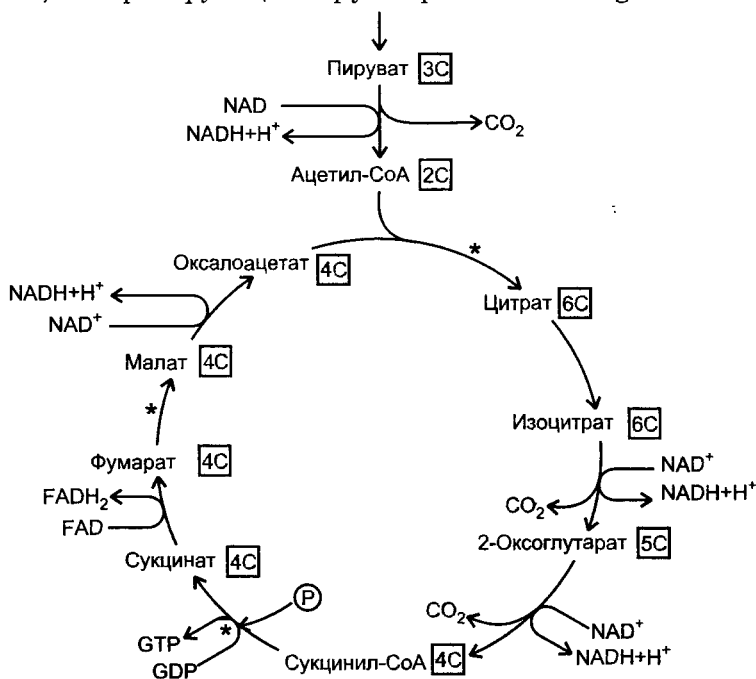 Пируват 3C
NAD
NADH+H⁺
CO₂
Ацетил-CoA 2C
*
Оксалоацетат 4C
NADH+H⁺
NAD⁺
Цитрат 6C
Малат 4C
*
Изоцитрат 6C
Фумарат 4C
NAD⁺
NADH+H⁺
CO₂
FADH₂
FAD
2-Оксоглутарат 5C
Сукцинат 4C
P
CO₂
NAD⁺
NADH+H⁺
GTP
*
GDP
Сукцинил-CoA 4C